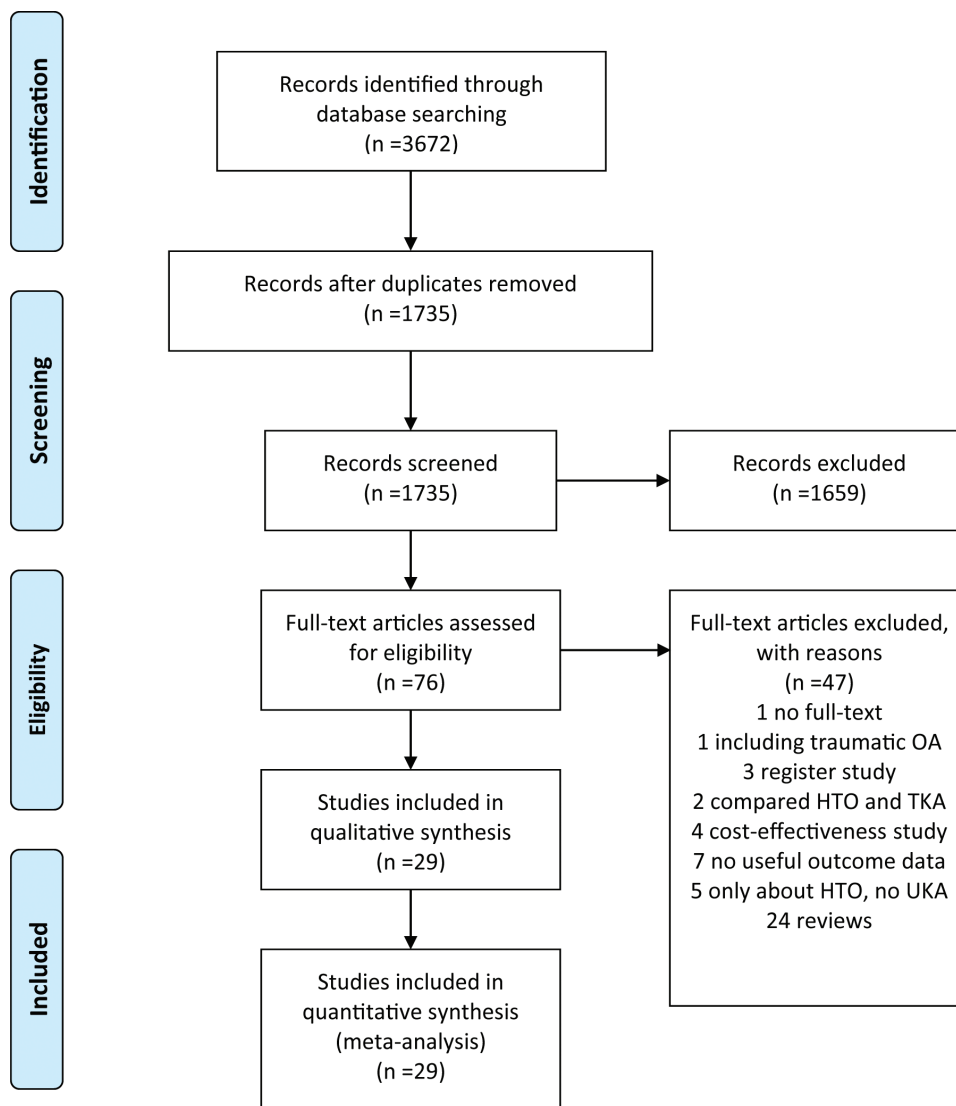 Identification
Records identified through
database searching
(n =3672)
Records after duplicates removed
(n =1735)
Screening
Records screened
(n =1735)
Records excluded
(n =1659)
Eligibility
Full-text articles assessed
for eligibility
(n =76)
Full-text articles excluded,
with reasons
(n =47)
1 no full-text
1 including traumatic OA
3 register study
2 compared HTO and TKA
4 cost-effectiveness study
7 no useful outcome data
5 only about HTO, no UKA
24 reviews
Studies included in
qualitative synthesis
(n =29)
Included
Studies included in
quantitative synthesis
(meta-analysis)
(n =29)